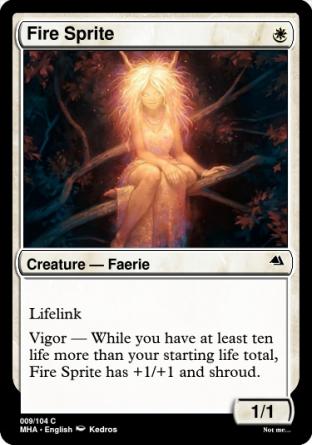 Fire Sprite
Creature — Faerie
Lifelink
Vigor — While you have at least ten
life more than your starting life total,
Fire Sprite has +1/+1 and shroud.
1/1
009/104 C
MHA • English Kedros
Not me...